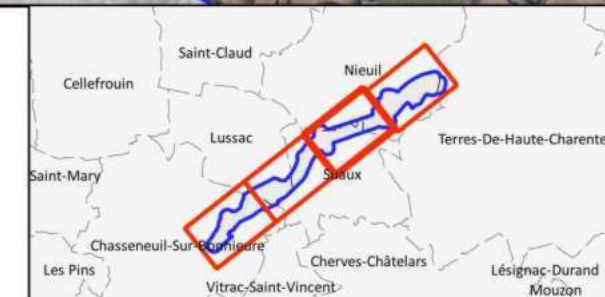 Saint-Claud
Cellefrouin
Nieuil
Lussac
Terres-De-Haute-Charente
Saint-Mary
Suaux
Chasseneuil-Sur-Bonnieure
Les Pins
Cherves-Châtelars
Lésignac-Durand
Vitrac-Saint-Vincent
Mouzon